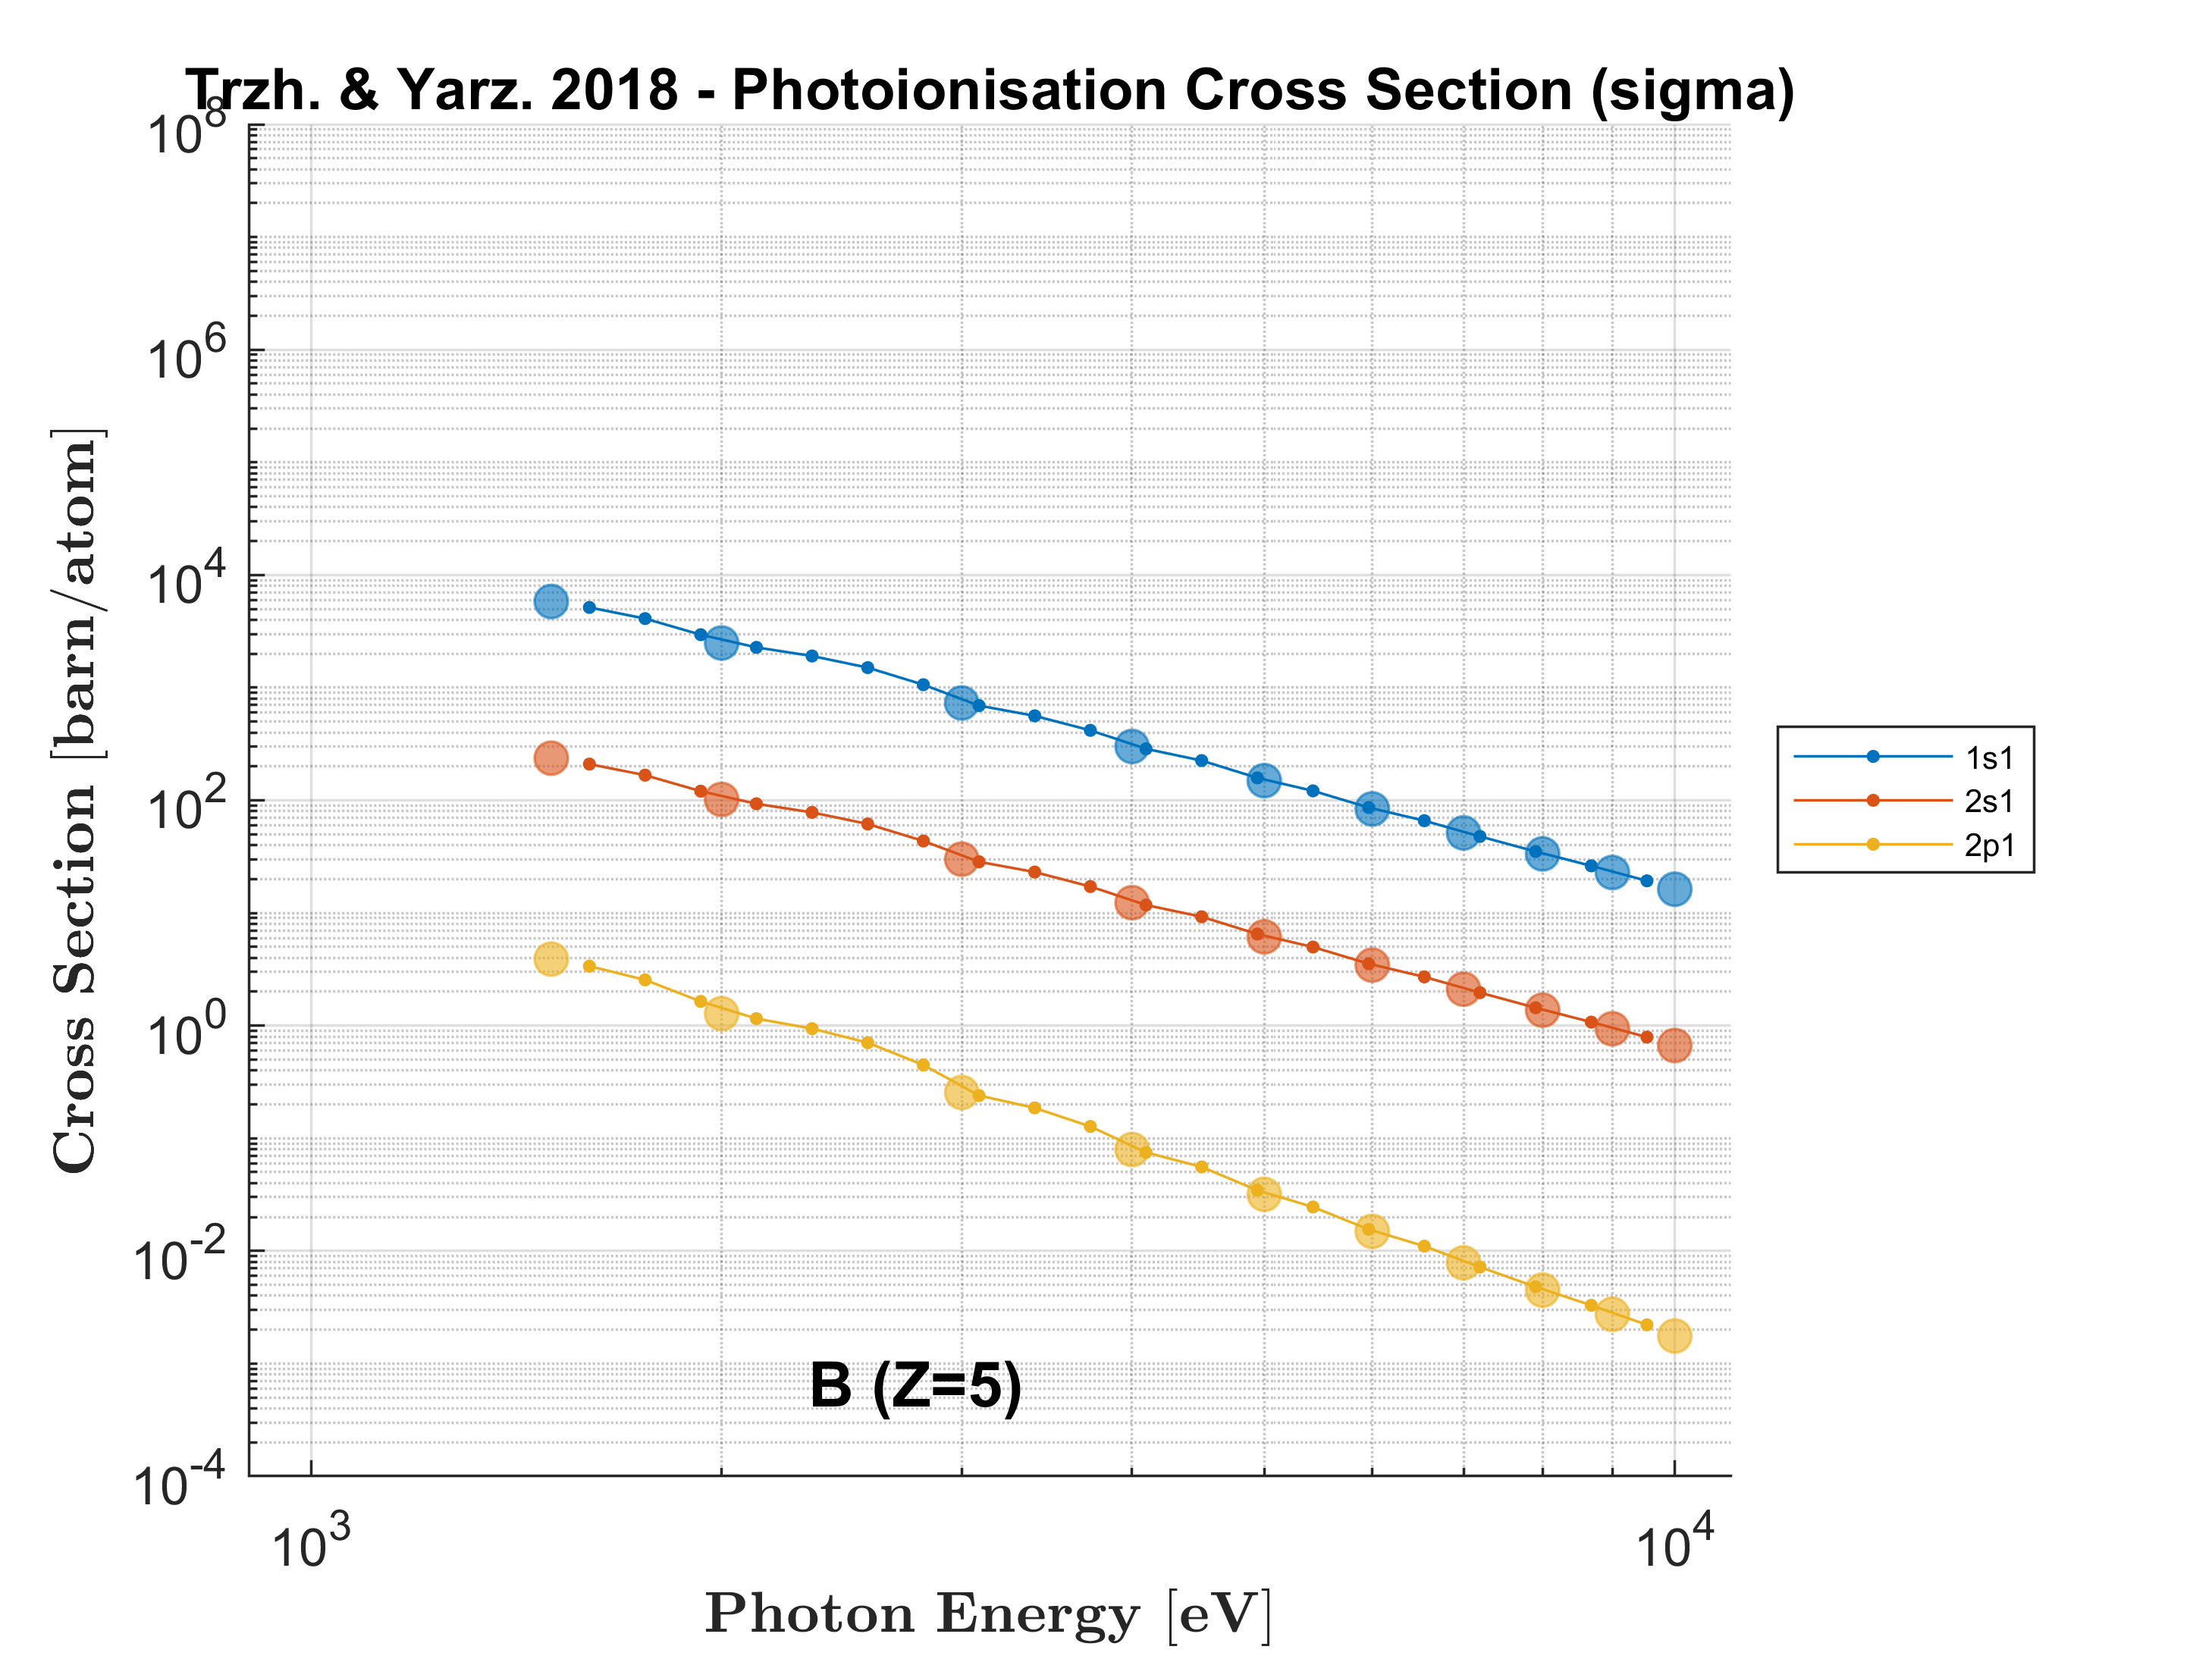 Trzh. & Yarz. 2018 - Photoionisation Cross Section (sigma)
10^8
10^6
10^4
10^2
10^0
10^-2
10^-4
Cross Section [barn/atom]
1s1
2s1
2p1
B (Z=5)
10^3
10^4
Photon Energy [eV]